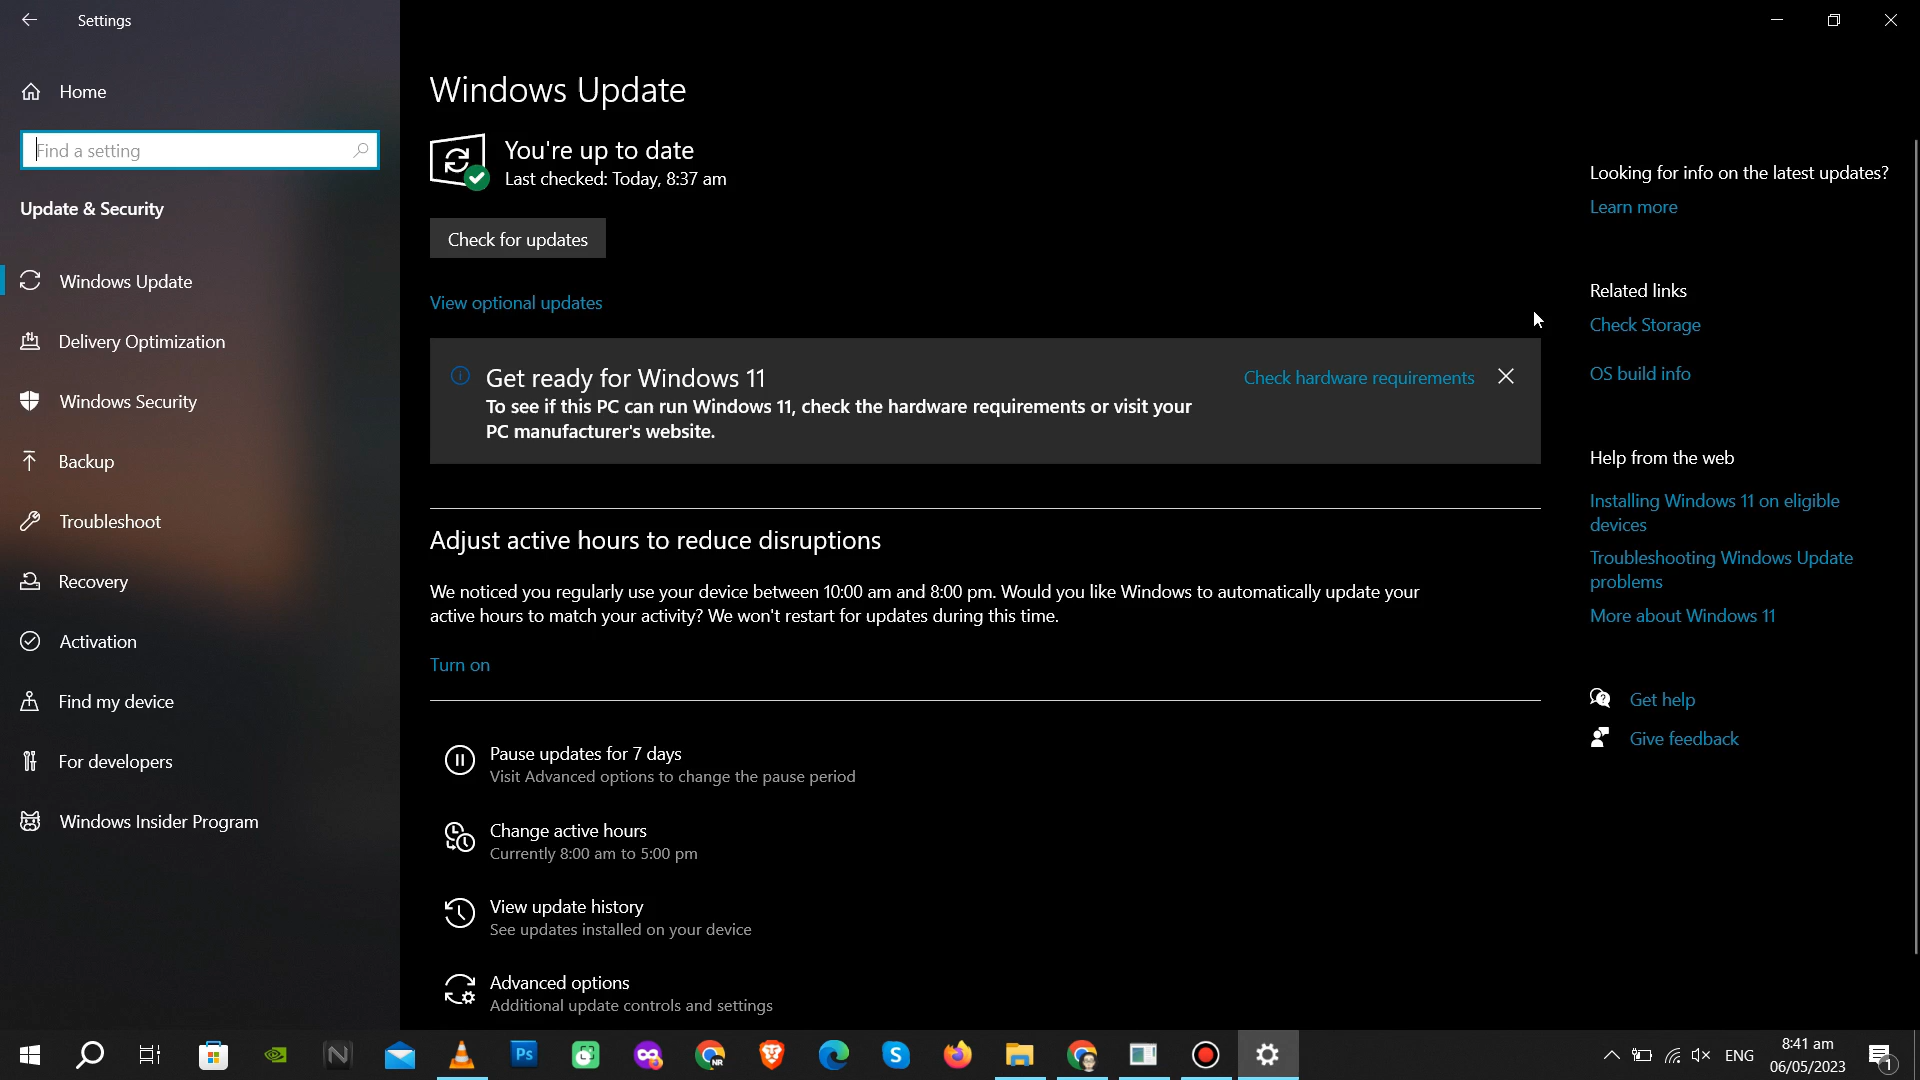 Settings
Home
Find a setting
Update & Security
Windows Update
Delivery Optimization
Windows Security
Backup
Troubleshoot
Recovery
Activation
Find my device
For developers
Windows Insider Program
Windows Update
You're up to date
Last checked: Today, 8:37 am
Check for updates
View optional updates
Get ready for Windows 11
To see if this PC can run Windows 11, check the hardware requirements or visit your
PC manufacturer's website.
Check hardware requirements
Adjust active hours to reduce disruptions
We noticed you regularly use your device between 10:00 am and 8:00 pm. Would you like Windows to automatically update your
active hours to match your activity? We won't restart for updates during this time.
Turn on
Pause updates for 7 days
Visit Advanced options to change the pause period
Change active hours
Currently 8:00 am to 5:00 pm
View update history
See updates installed on your device
Advanced options
Additional update controls and settings
Looking for info on the latest updates?
Learn more
Related links
Check Storage
OS build info
Help from the web
Installing Windows 11 on eligible
devices
Troubleshooting Windows Update
problems
More about Windows 11
Get help
Give feedback
N
Ps
NR
S
ENG
8:41 am
06/05/2023
1